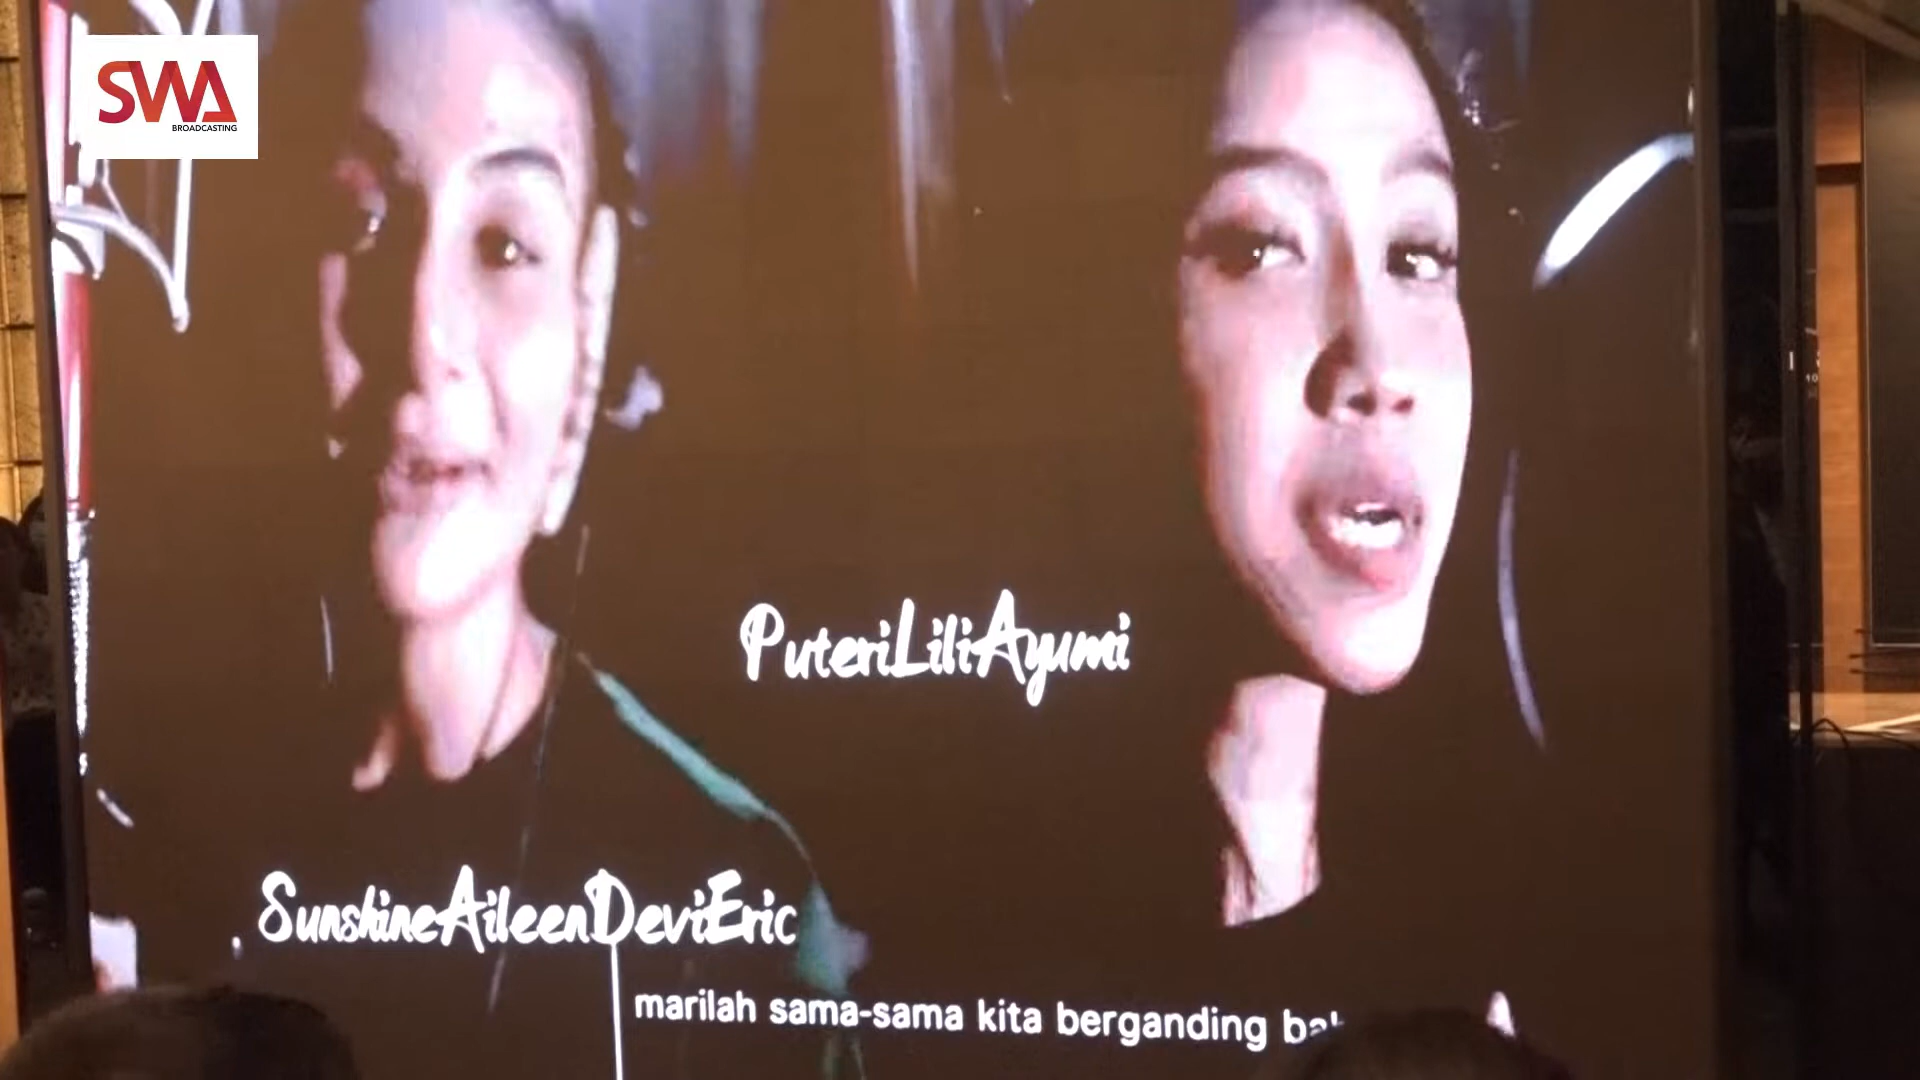 SWA
BROADCASTING
PuteriLiliAyumi
SunshineAileenDeviEric
marilah sama-sama kita berganding